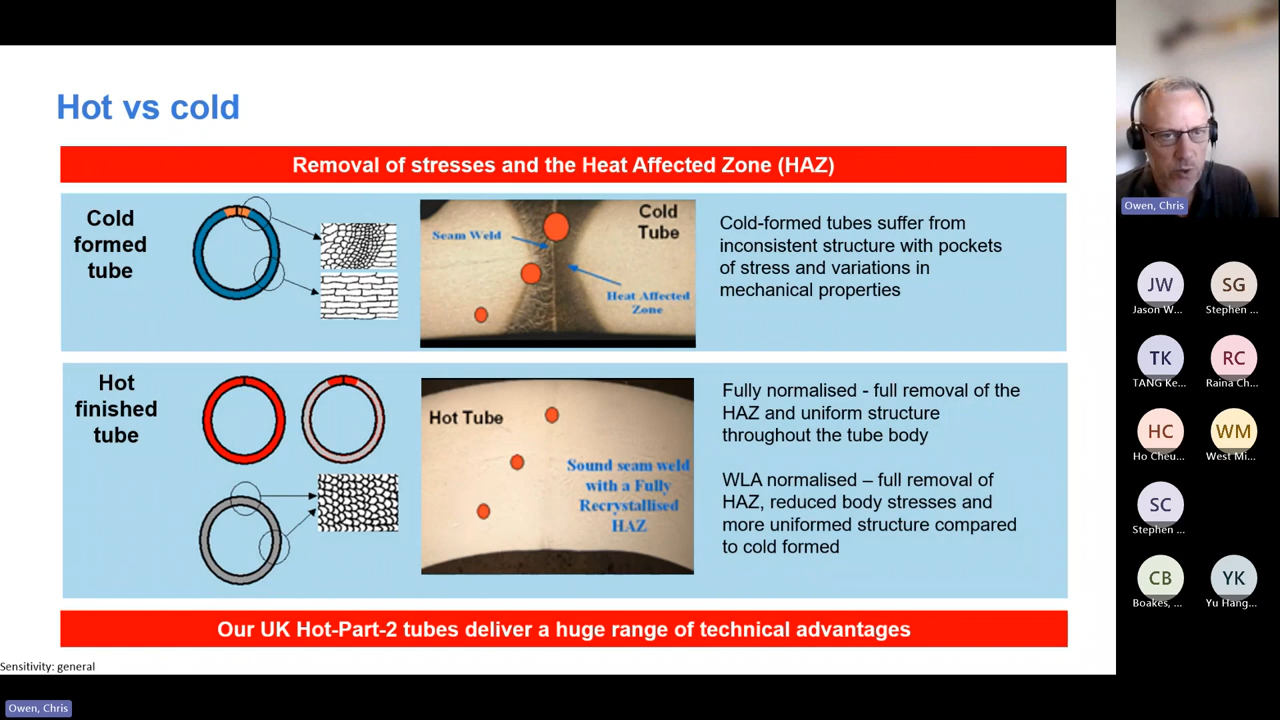 Hot vs cold
Removal of stresses and the Heat Affected Zone (HAZ)
Cold
formed
tube
Seam Weld
Cold
Tube
Heat Affected
Zone
Cold-formed tubes suffer from
inconsistent structure with pockets
of stress and variations in
mechanical properties
Hot
finished
tube
Hot Tube
Sound seam weld
with a Fully
Recrystallised
HAZ
Fully normalised - full removal of the
HAZ and uniform structure
throughout the tube body
WLA normalised – full removal of
HAZ, reduced body stresses and
more uniformed structure compared
to cold formed
Our UK Hot-Part-2 tubes deliver a huge range of technical advantages
Sensitivity: general
Owen, Chris
Owen, Chris
JW
Jason W...
SG
Stephen ...
TK
TANG Ke...
RC
Raina Ch...
HC
Ho Cheu...
WM
West Mi...
SC
Stephen ...
CB
Boakes, ...
YK
Yu Hang...